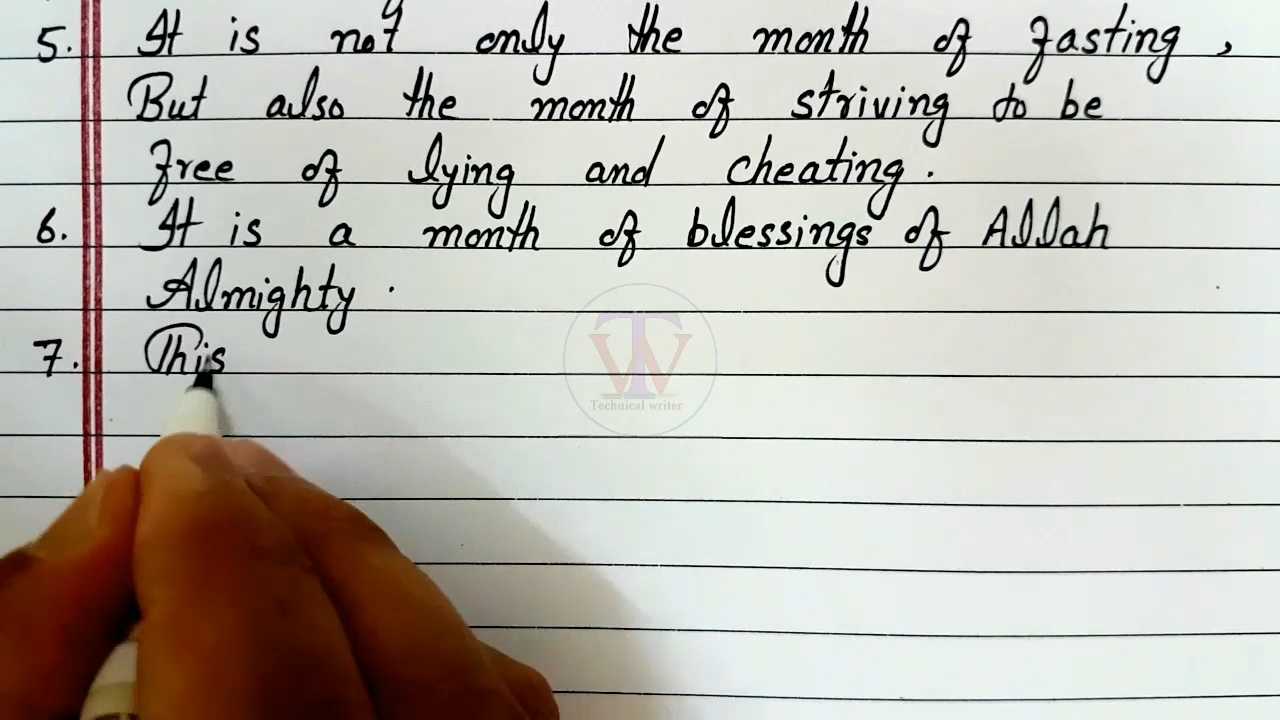 5. It is not only the month of fasting,
But also the month of striving to be
free of lying and cheating.
6. It is a month of blessings of Allah
Almighty.
7. This
TW
Technical writer